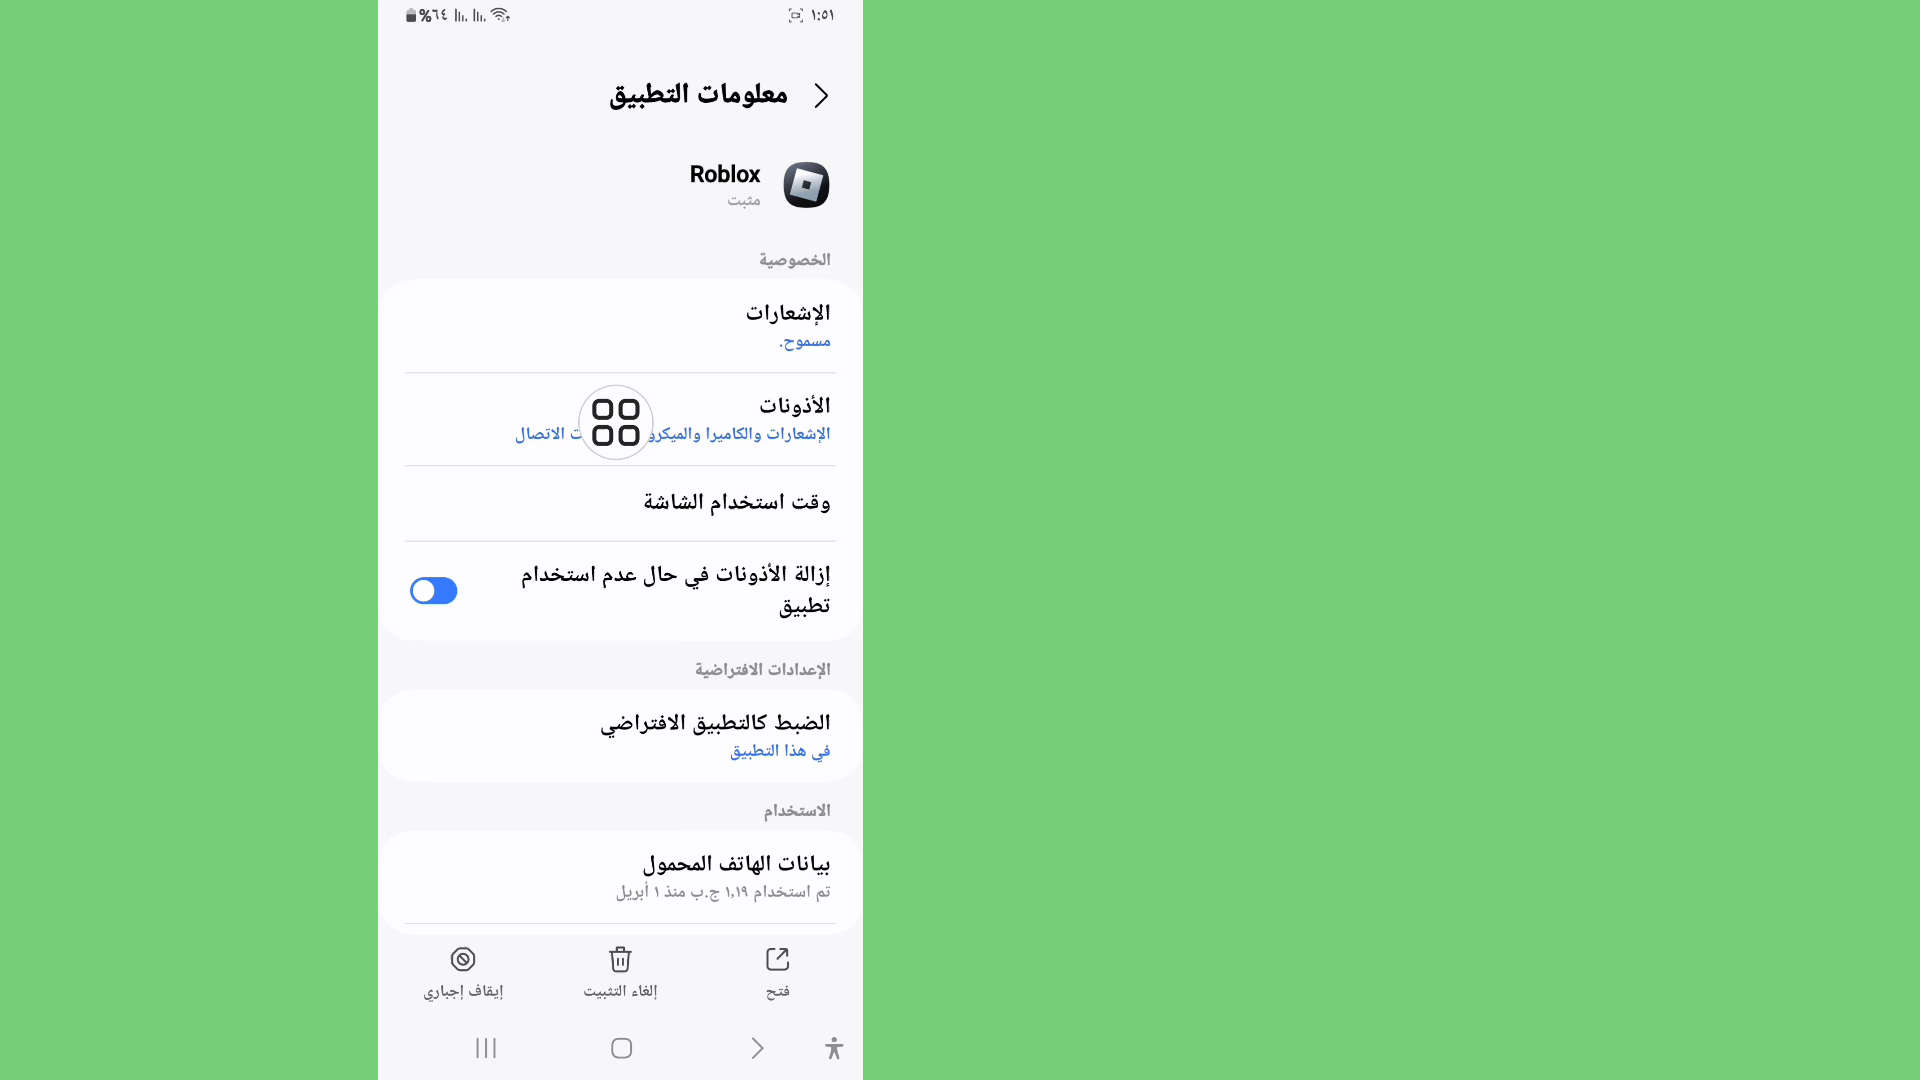 ١:٥١
%٦٤
معلومات التطبيق
Roblox
مثبت
الخصوصية
الإشعارات
مسموح.
الأذونات
الإشعارات والكاميرا والميكرو ت الاتصال
وقت استخدام الشاشة
إزالة الأذونات في حال عدم استخدام
تطبيق
الإعدادات الافتراضية
الضبط كالتطبيق الافتراضي
في هذا التطبيق
الاستخدام
بيانات الهاتف المحمول
تم استخدام ١,١٩ ج.ب منذ ١ أبريل
فتح
إلغاء التثبيت
إيقاف إجباري